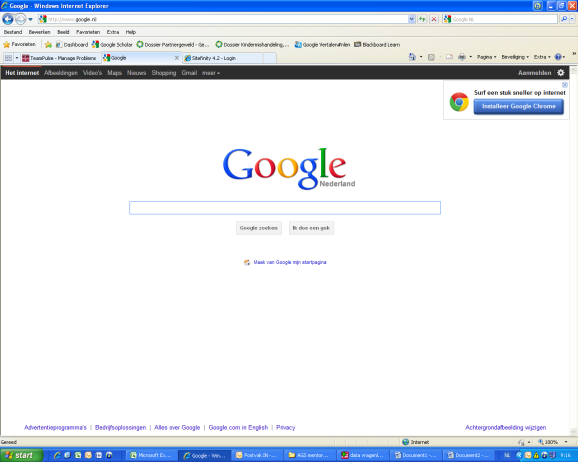 Google - Windows Internet Explorer
http://www.google.nl
Google NL
Bestand Bewerken Beeld Favorieten Extra Help
Favorieten Dashboard Google Scholar Dossier Partnergeweld - Ge... Dossier Kindermishandeling,... Google Vertalen#nlen Blackboard Learn
TeamPulse - Manage Problems Google Sitefinity 4.2 - Login Pagina Beveiliging Extra
Het internet Afbeeldingen Video's Maps Nieuws Shopping Gmail meer Aanmelden
Surf een stuk sneller op internet
Installeer Google Chrome
Google
Nederland
Google zoeken Ik doe een gok
Maak van Google mijn startpagina
Advertentieprogramma's | Bedrijfsoplossingen | Alles over Google | Google.com in English | Privacy Achtergrondafbeelding wijzigen
Gereed Internet 100%
start Microsoft Ex... Google - Win... Postvak IN -... AGS mentor... data vragenl... Document1 -... Document2 -... NL 9:16